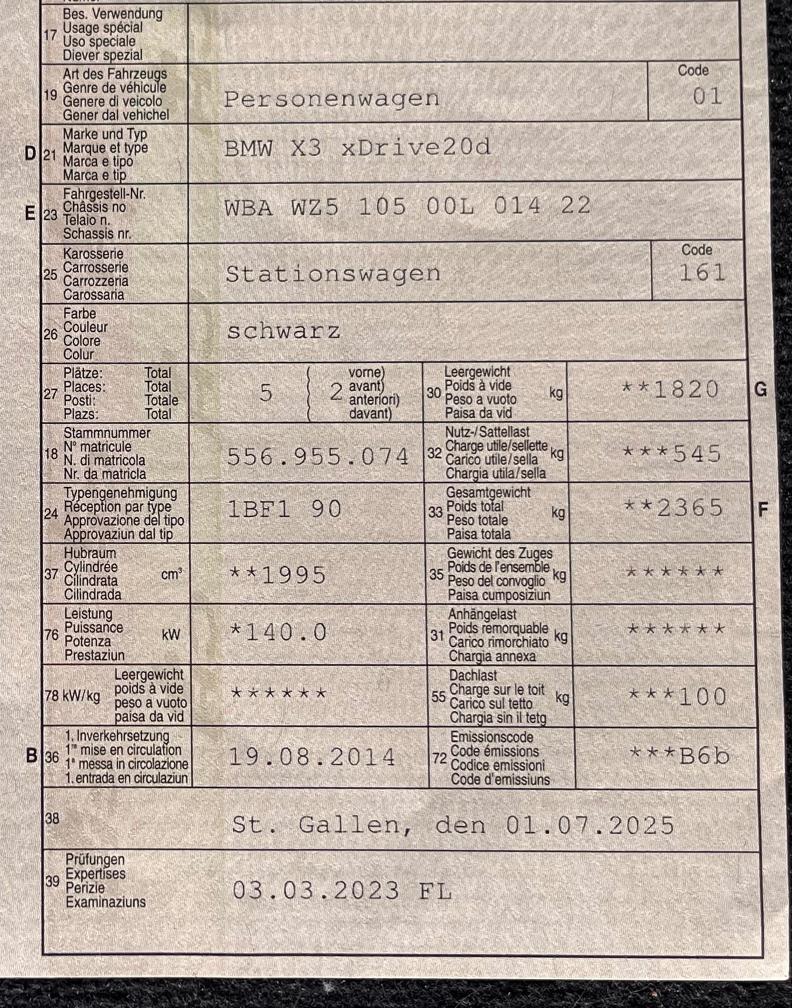 17 Bes. Verwendung
Usage spécial
Uso speciale
Diever spezial
19 Art des Fahrzeugs
Genre de véhicule
Genere di veicolo
Gener dal vehichel
Personenwagen
Code
01
D 21 Marke und Typ
Marque et type
Marca e tipo
Marca e tip
BMW X3 xDrive20d
E 23 Fahrgestell-Nr.
Châssis no
Telaio n.
Schassis nr.
WBA WZ5 105 00L 014 22
25 Karosserie
Carrosserie
Carrozzeria
Carossaria
Stationswagen
Code
161
26 Farbe
Couleur
Colore
Colur
schwarz
27 Plätze: Total
Places: Total
Posti: Totale
Plazs: Total
5 ( 2 vorne)
avant)
anteriori)
davant)
30 Leergewicht
Poids à vide
Peso a vuoto
Paisa da vid
kg
**1820 G
18 Stammnummer
N° matricule
N. di matricola
Nr. da matricla
556.955.074
32 Nutz-/Sattellast
Charge utile/sellette
Carico utile/sella
Chargia utila/sella
kg
***545
24 Typengenehmigung
Réception par type
Approvazione del tipo
Approvaziun dal tip
1BF1 90
33 Gesamtgewicht
Poids total
Peso totale
Paisa totala
kg
**2365 F
37 Hubraum
Cylindrée
Cilindrata
Cilindrada
cm³
**1995
35 Gewicht des Zuges
Poids de l'ensemble
Peso del convoglio
Paisa cumposiziun
kg
******
76 Leistung
Puissance
Potenza
Prestaziun
kW
*140.0
31 Anhängelast
Poids remorquable
Carico rimorchiato
Chargia annexa
kg
******
78 kW/kg Leergewicht
poids à vide
peso a vuoto
paisa da vid
******
55 Dachlast
Charge sur le toit
Carico sul tetto
Chargia sin il tetg
kg
***100
B 36 1. Inverkehrsetzung
1re mise en circulation
1a messa in circolazione
1. entrada en circulaziun
19.08.2014
72 Emissionscode
Code émissions
Codice emissioni
Code d'emissiuns
***B6b
38 St. Gallen, den 01.07.2025
39 Prüfungen
Expertises
Perizie
Examinaziuns
03.03.2023 FL